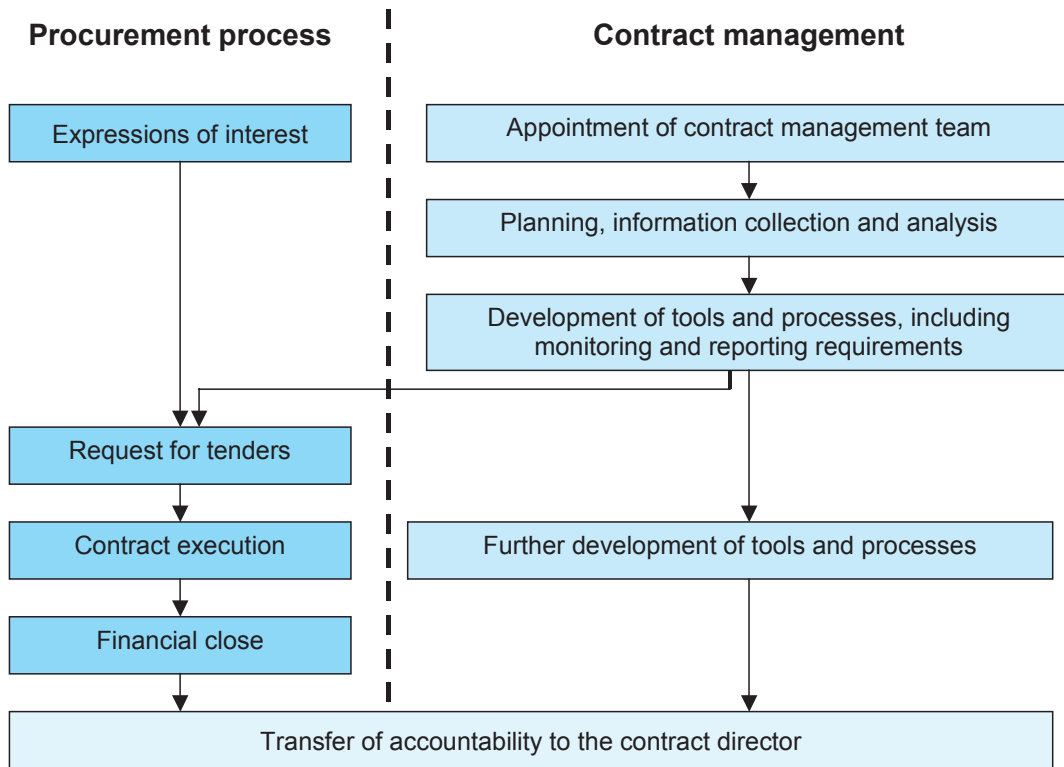 Procurement process
Contract management
Expressions of interest
Appointment of contract management team
Planning, information collection and analysis
Development of tools and processes, including
monitoring and reporting requirements
Request for tenders
Contract execution
Further development of tools and processes
Financial close
Transfer of accountability to the contract director